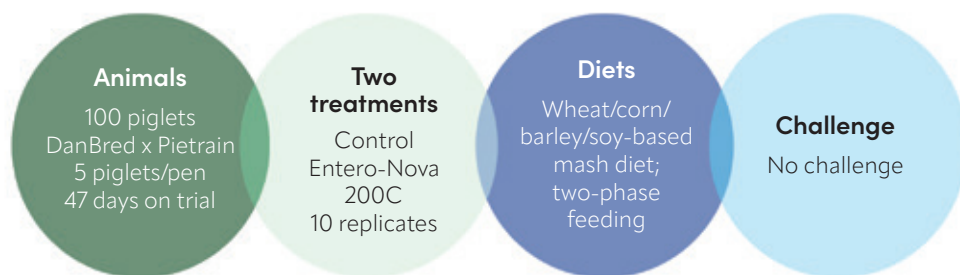 Animals
100 piglets
DanBred x Pietrain
5 piglets/pen
47 days on trial
Two
treatments
Control
Entero-Nova
200C
10 replicates
Diets
Wheat/corn/
barley/soy-based
mash diet;
two-phase
feeding
Challenge
No challenge